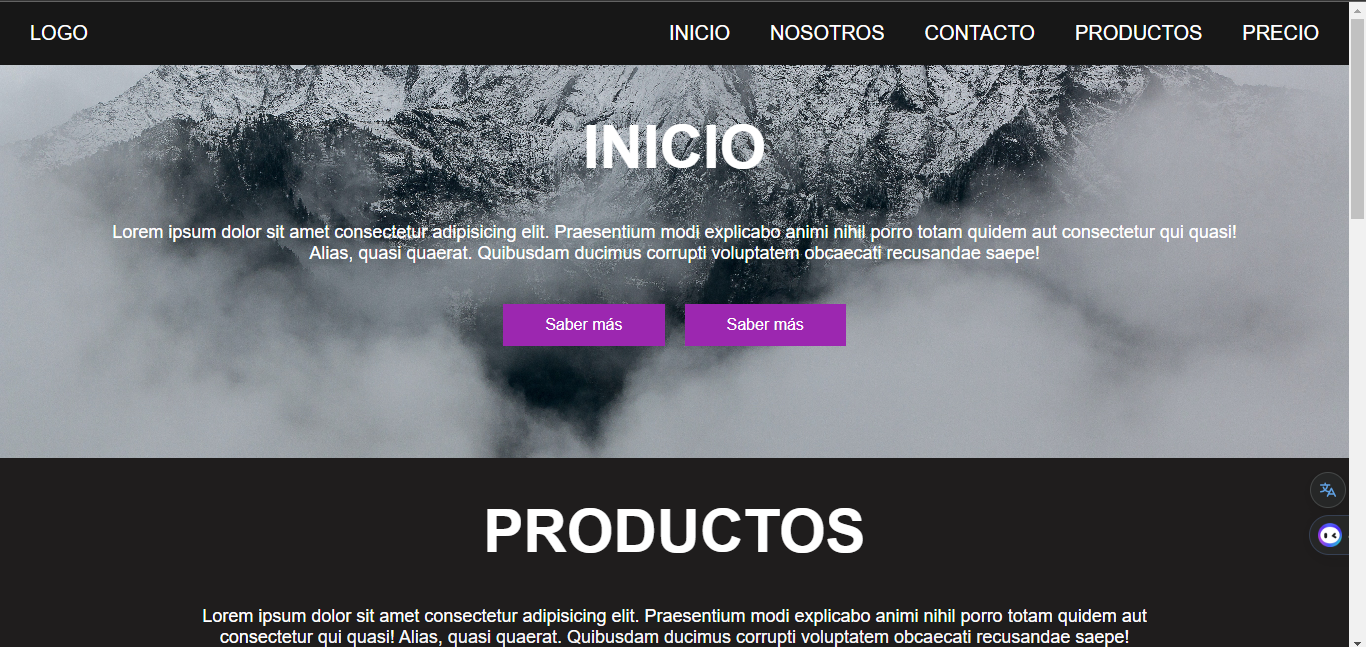 LOGO
INICIO NOSOTROS CONTACTO PRODUCTOS PRECIO
INICIO
Lorem ipsum dolor sit amet consectetur adipisicing elit. Praesentium modi explicabo animi nihil porro totam quidem aut consectetur qui quasi!
Alias, quasi quaerat. Quibusdam ducimus corrupti voluptatem obcaecati recusandae saepe!
Saber más
Saber más
PRODUCTOS
Lorem ipsum dolor sit amet consectetur adipisicing elit. Praesentium modi explicabo animi nihil porro totam quidem aut
consectetur qui quasi! Alias, quasi quaerat. Quibusdam ducimus corrupti voluptatem obcaecati recusandae saepe!